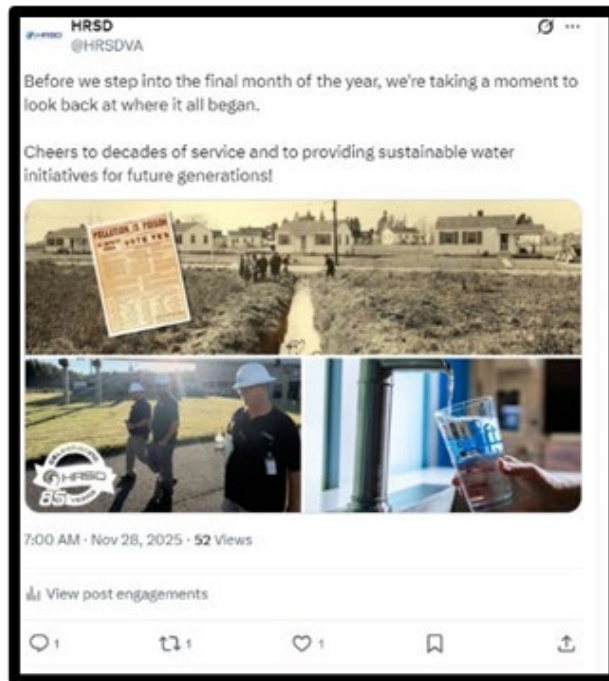 HRSD
HRSD
@HRSDVA
Before we step into the final month of the year, we're taking a moment to
look back at where it all began.
Cheers to decades of service and to providing sustainable water
initiatives for future generations!
POLLUTION IS POISON
VOTE YES
CELEBRATING
HRSD
85 YEARS
7:00 AM · Nov 28, 2025 · 52 Views
View post engagements
1
1
1